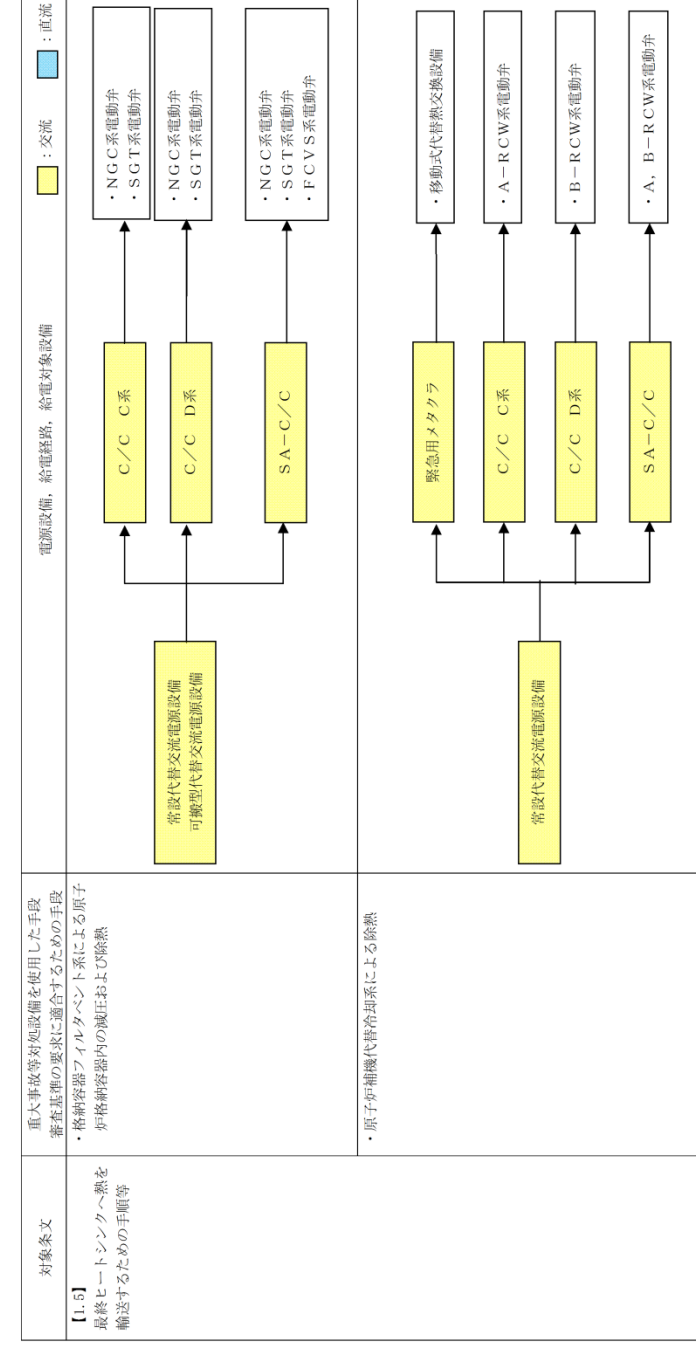 対象条文
重大事故等対処設備を使用した手段
審査基準の要求に適合するための手段
電源設備，給電経路，給電対象設備
：交流
：直流
【1.5】
最終ヒートシンクへ熱を
輸送するための手順等
・格納容器フィルタベント系による原子
炉格納容器内の減圧および除熱
常設代替交流電源設備
可搬型代替交流電源設備
Ｃ／Ｃ　Ｃ系
・ＮＧＣ系電動弁
・ＳＧＴ系電動弁
Ｃ／Ｃ　Ｄ系
・ＮＧＣ系電動弁
・ＳＧＴ系電動弁
ＳＡ－Ｃ／Ｃ
・ＮＧＣ系電動弁
・ＳＧＴ系電動弁
・ＦＣＶＳ系電動弁
・原子炉補機代替冷却系による除熱
常設代替交流電源設備
緊急用メタクラ
・移動式代替熱交換設備
Ｃ／Ｃ　Ｃ系
・Ａ－ＲＣＷ系電動弁
Ｃ／Ｃ　Ｄ系
・Ｂ－ＲＣＷ系電動弁
ＳＡ－Ｃ／Ｃ
・Ａ，Ｂ－ＲＣＷ系電動弁